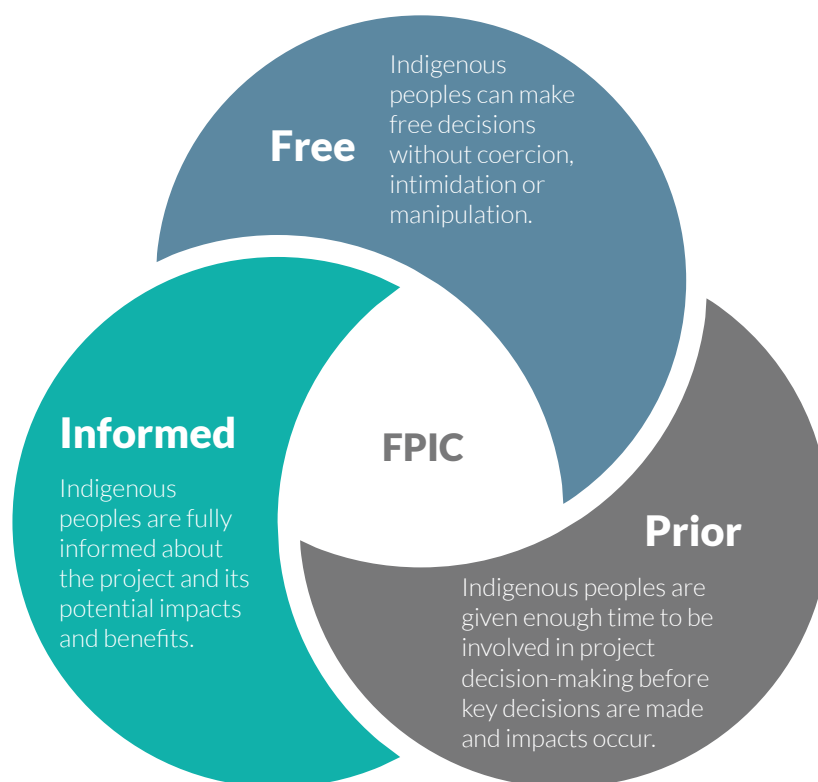 Free
Indigenous
peoples can make
free decisions
without coercion,
intimidation or
manipulation.
Informed
Indigenous
peoples are fully
informed about
the project and its
potential impacts
and benefits.
FPIC
Prior
Indigenous peoples are
given enough time to be
involved in project
decision-making before
key decisions are made
and impacts occur.